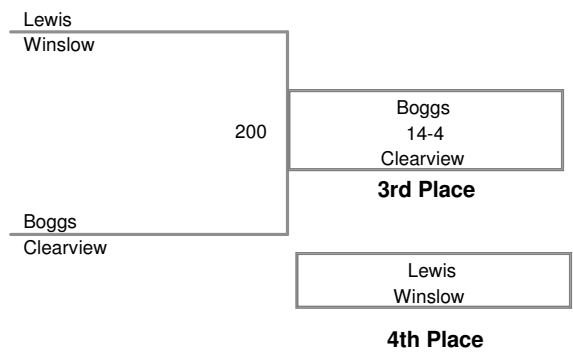 Lewis
Winslow
200
Boggs
14-4
Clearview
3rd Place
Boggs
Clearview
Lewis
Winslow
4th Place